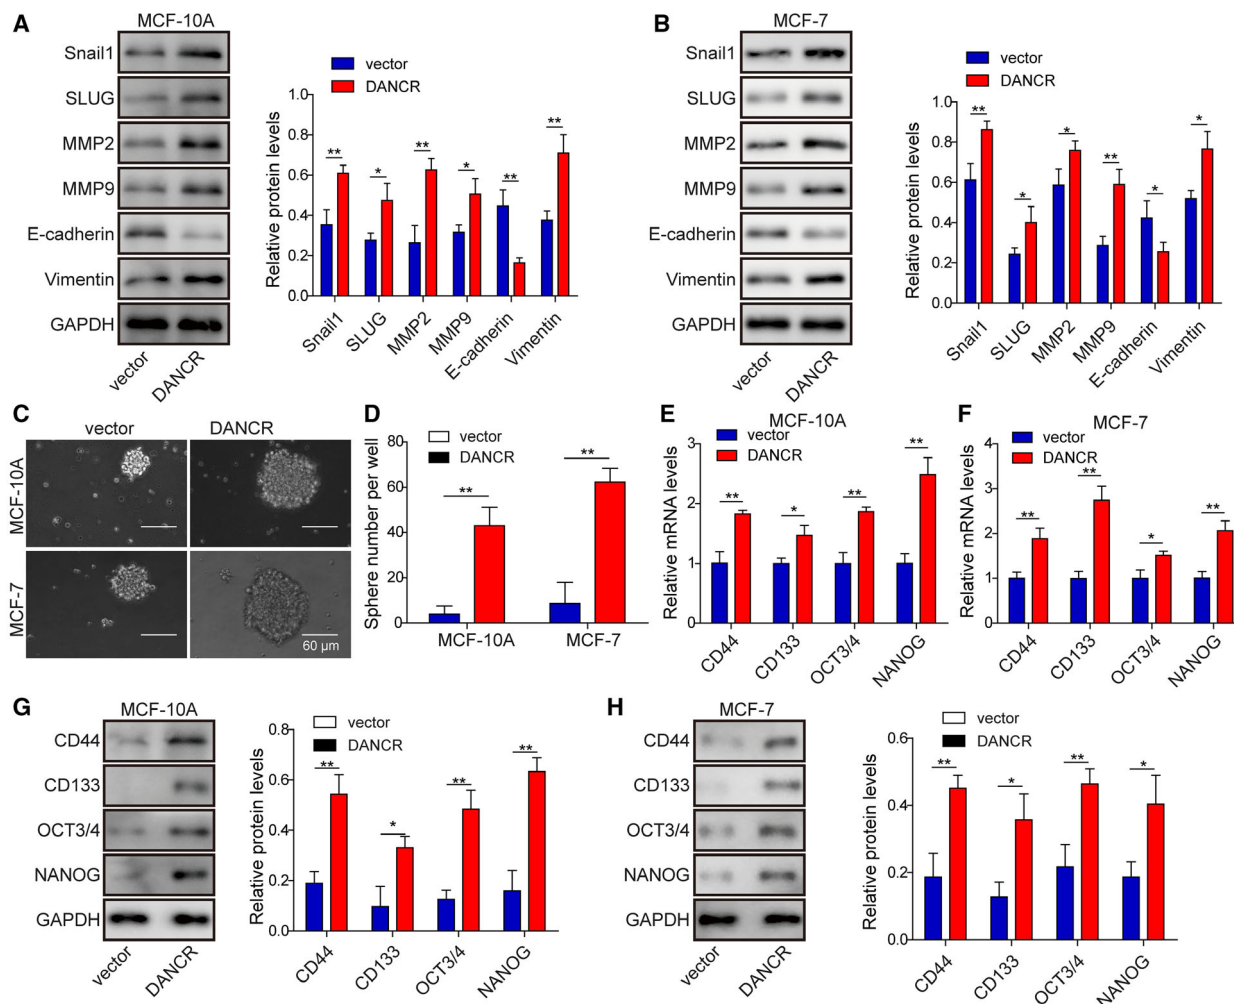 A
MCF-10A
Snail1
SLUG
MMP2
MMP9
E-cadherin
Vimentin
GAPDH
vector
DANCR
vector
DANCR
Relative protein levels
1.0
0.8
0.6
0.4
0.2
0.0
** * ** * ** **
Snail1
SLUG
MMP2
MMP9
E-cadherin
Vimentin
B
MCF-7
Snail1
SLUG
MMP2
MMP9
E-cadherin
Vimentin
GAPDH
vector
DANCR
vector
DANCR
Relative protein levels
1.0
0.8
0.6
0.4
0.2
0.0
** * * ** * *
Snail1
SLUG
MMP2
MMP9
E-cadherin
Vimentin
C
vector
DANCR
MCF-10A
MCF-7
60 μm
D
vector
DANCR
Sphere number per well
80
60
40
20
0
** **
MCF-10A
MCF-7
E
MCF-10A
vector
DANCR
Relative mRNA levels
3
2
1
0
** * ** **
CD44
CD133
OCT3/4
NANOG
F
MCF-7
vector
DANCR
Relative mRNA levels
4
3
2
1
0
** ** * **
CD44
CD133
OCT3/4
NANOG
G
MCF-10A
CD44
CD133
OCT3/4
NANOG
GAPDH
vector
DANCR
vector
DANCR
Relative protein levels
0.8
0.6
0.4
0.2
0.0
** * ** **
CD44
CD133
OCT3/4
NANOG
H
MCF-7
CD44
CD133
OCT3/4
NANOG
GAPDH
vector
DANCR
vector
DANCR
Relative protein levels
0.6
0.4
0.2
0.0
** * ** *
CD44
CD133
OCT3/4
NANOG